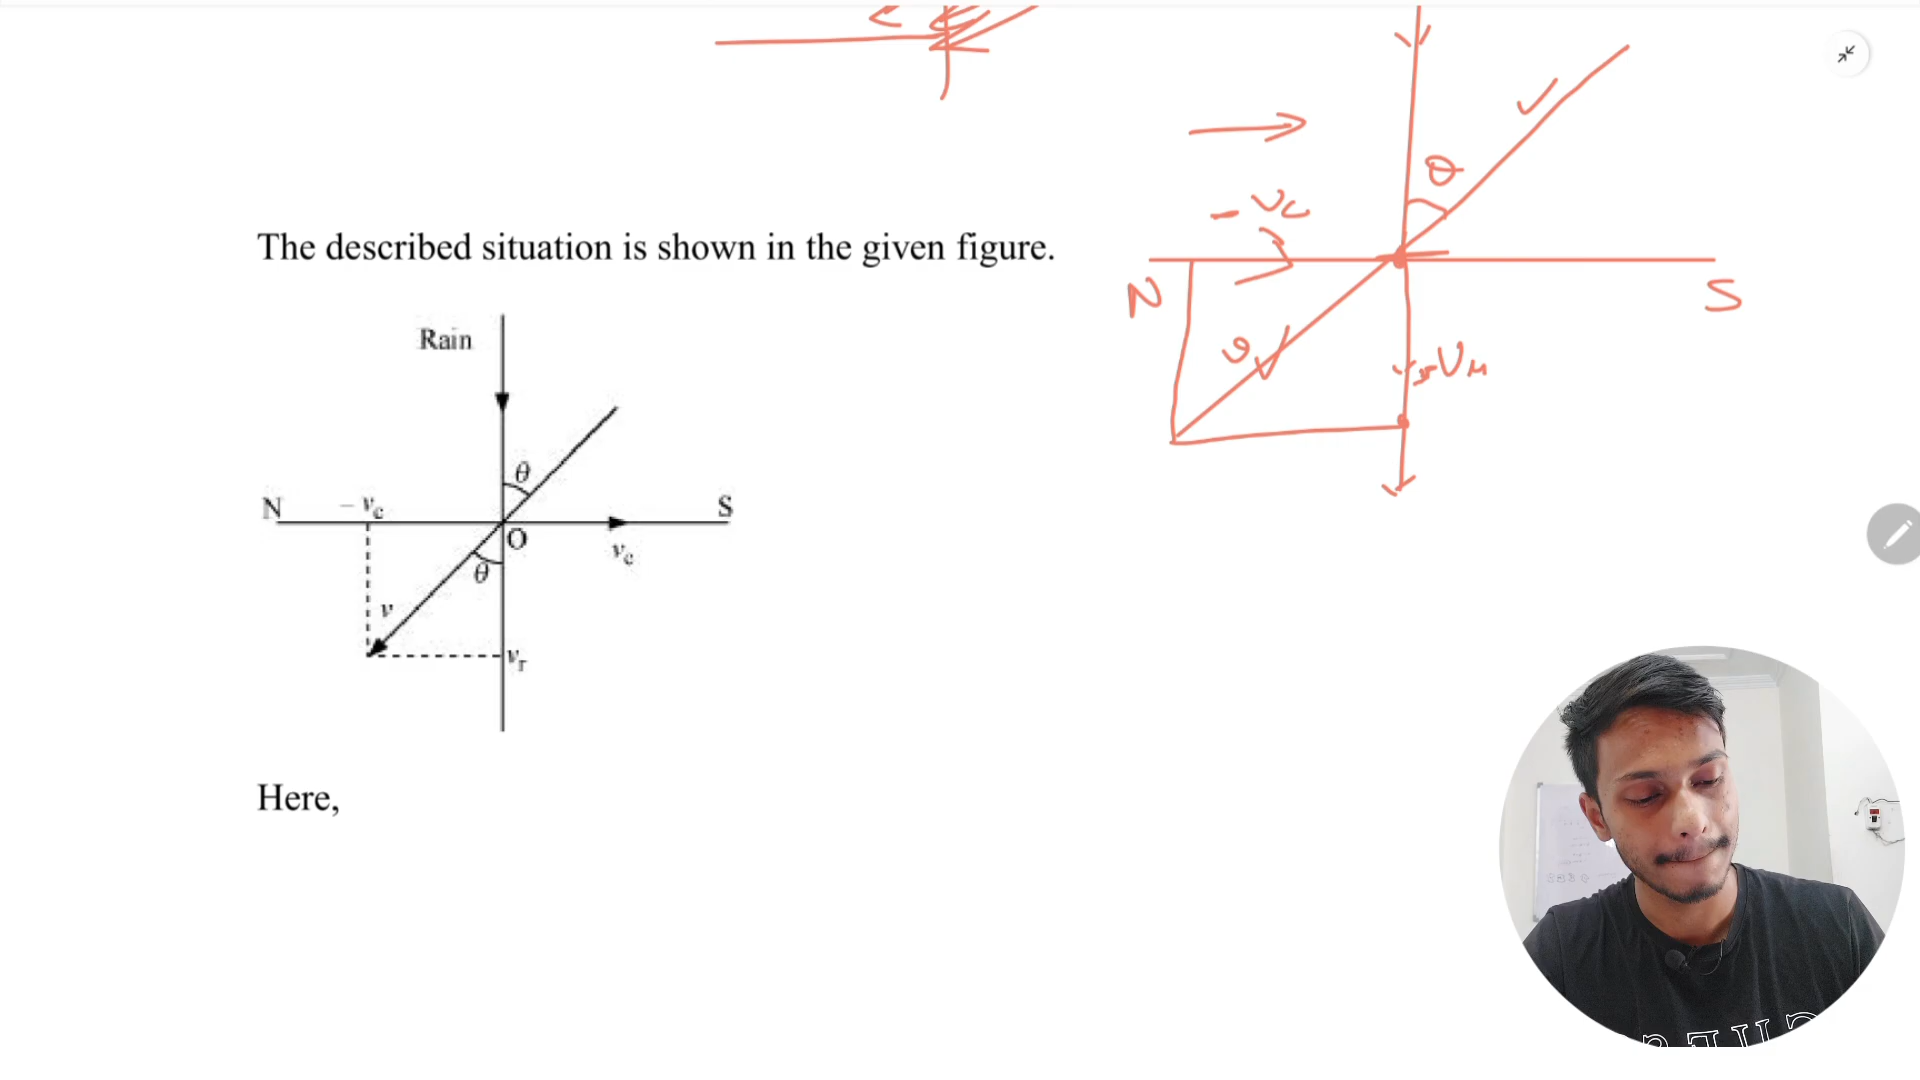 The described situation is shown in the given figure.
Rain
θ
N
– vc
S
O
vc
θ
v
vr
Here,
θ
- vc
N
S